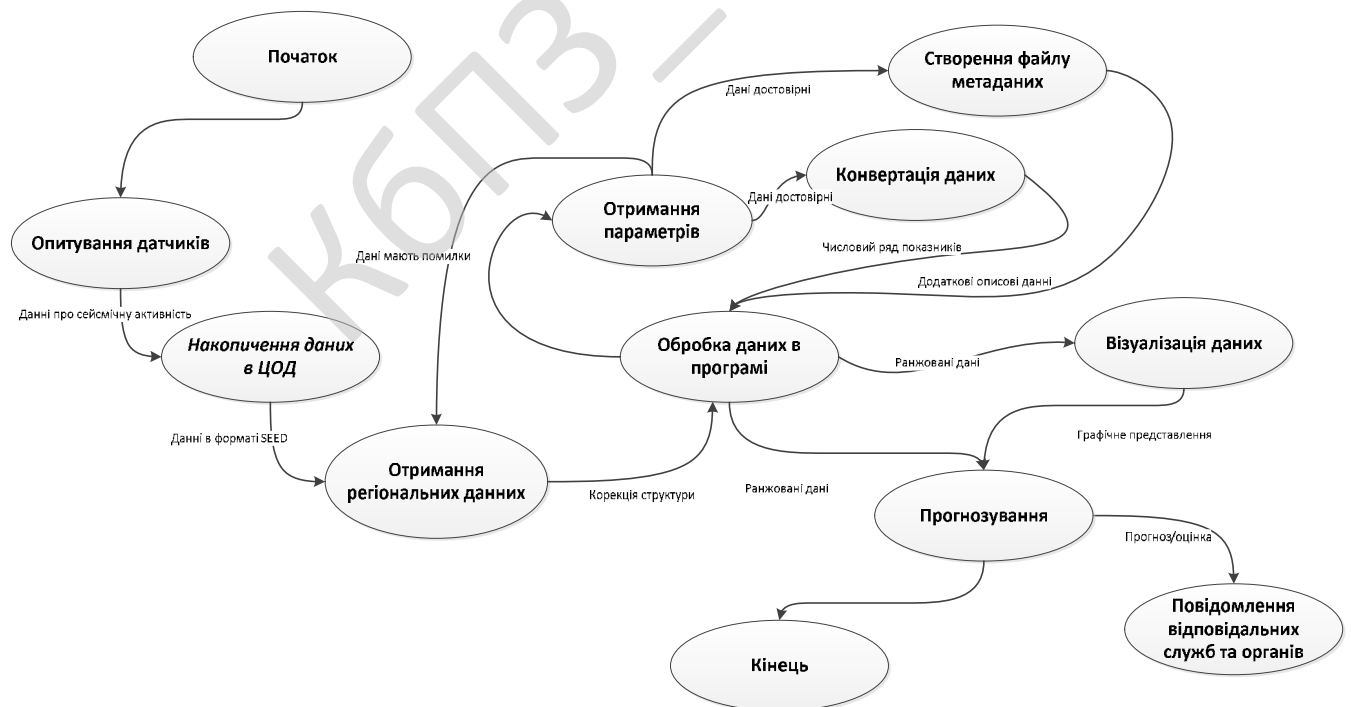 Початок
Створення файлу
метаданих
Дані достовірні
Конвертація даних
Дані достовірні
Отримання
параметрів
Опитування датчиків
Дані мають помилки
Числовий ряд показників
Додаткові описові данні
Данні про сейсмічну активність
Накопичення даних
в ЦОД
Обробка даних в
програмі
Ранжовані дані
Візуалізація даних
Данні в форматі SEED
Графічне представлення
Отримання
регіональних данних
Корекція структури
Ранжовані дані
Прогнозування
Прогноз/оцінка
Повідомлення
відповідальних
служб та органів
Кінець
КбПЗ_